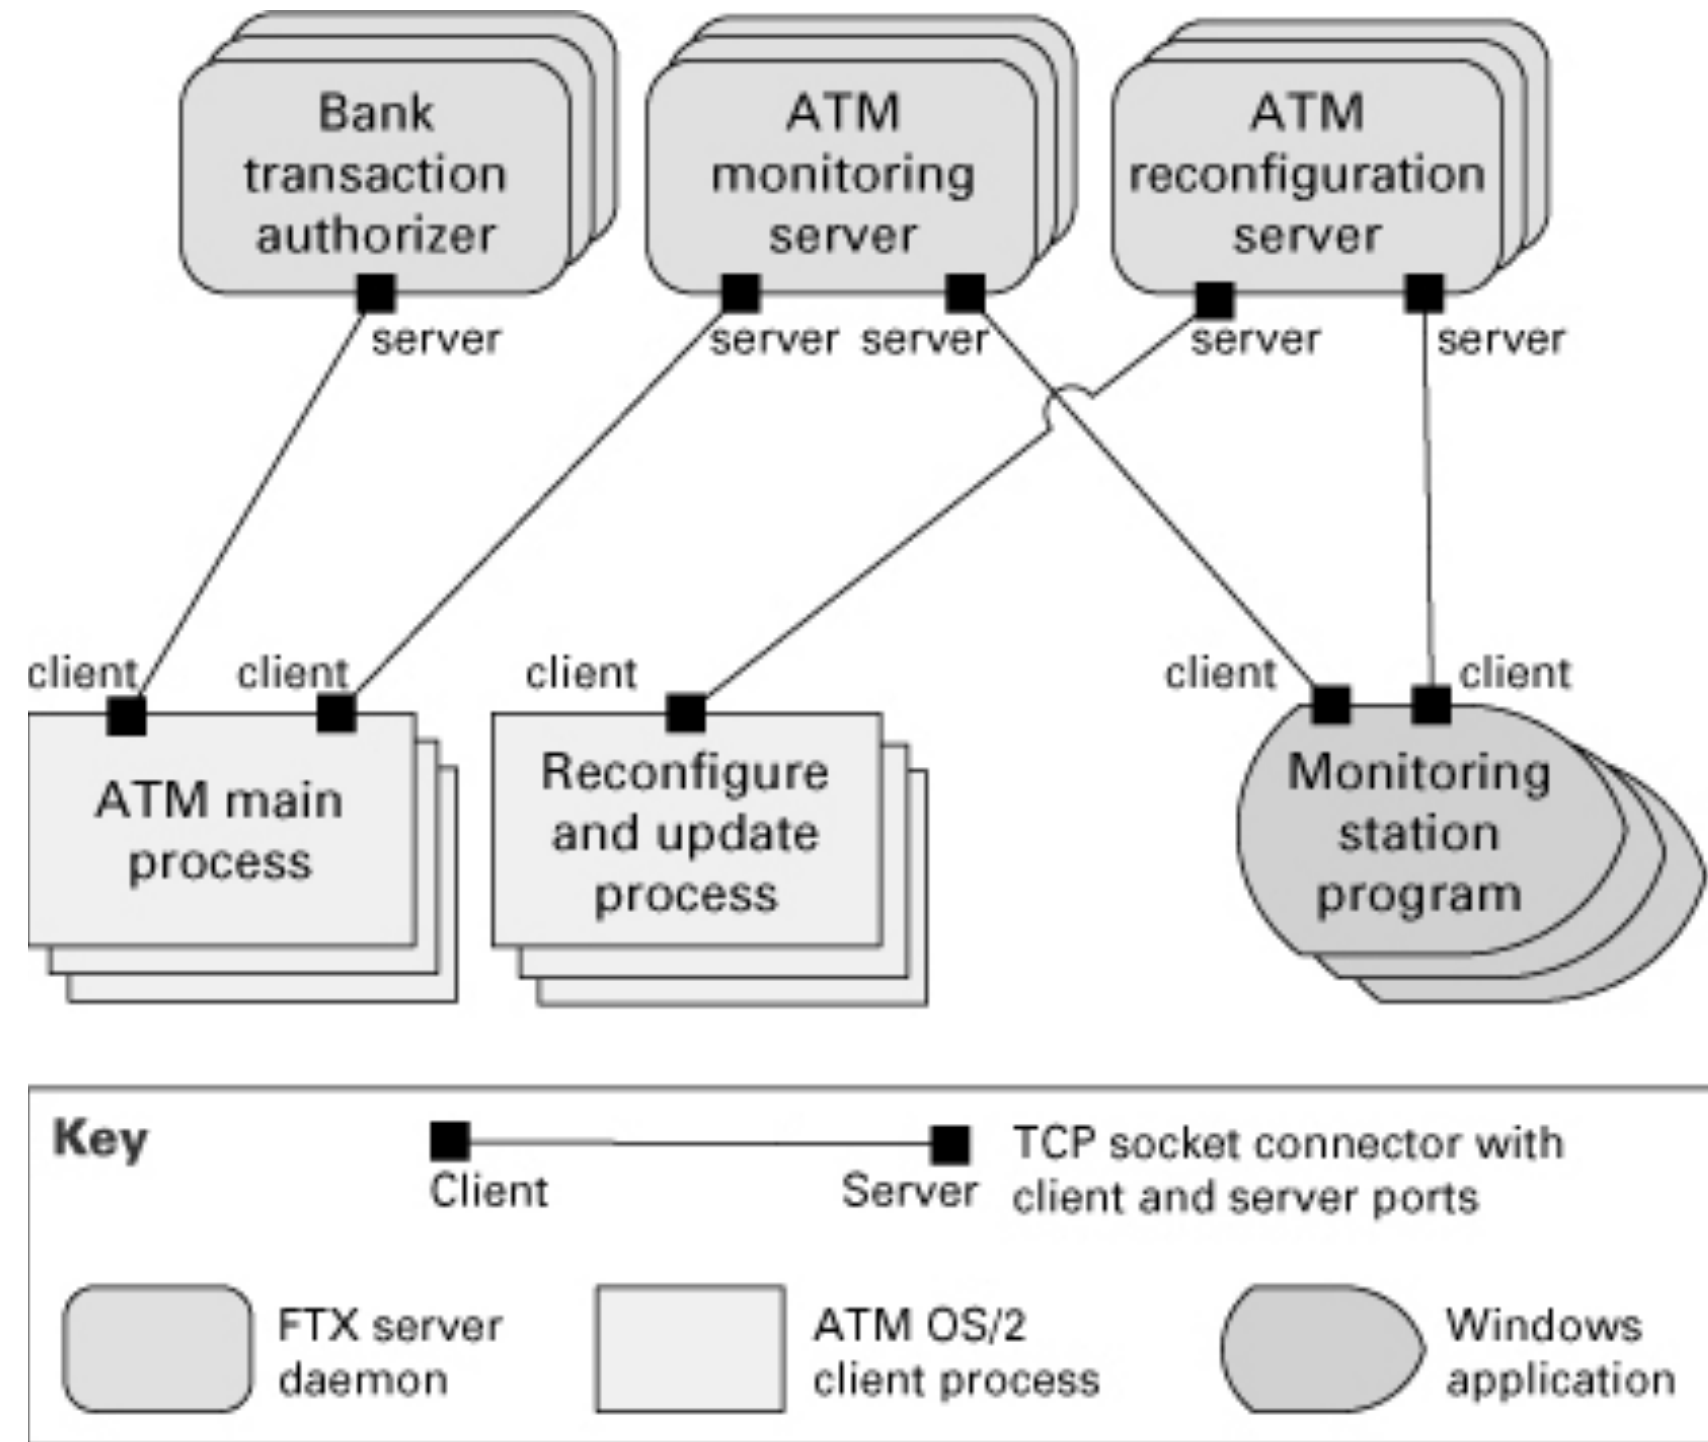 Bank
transaction
authorizer
ATM
monitoring
server
ATM
reconfiguration
server
server
server
server
server
server
client
client
client
client
client
ATM main
process
Reconfigure
and update
process
Monitoring
station
program
Key
Client
Server
TCP socket connector with
client and server ports
FTX server
daemon
ATM OS/2
client process
Windows
application